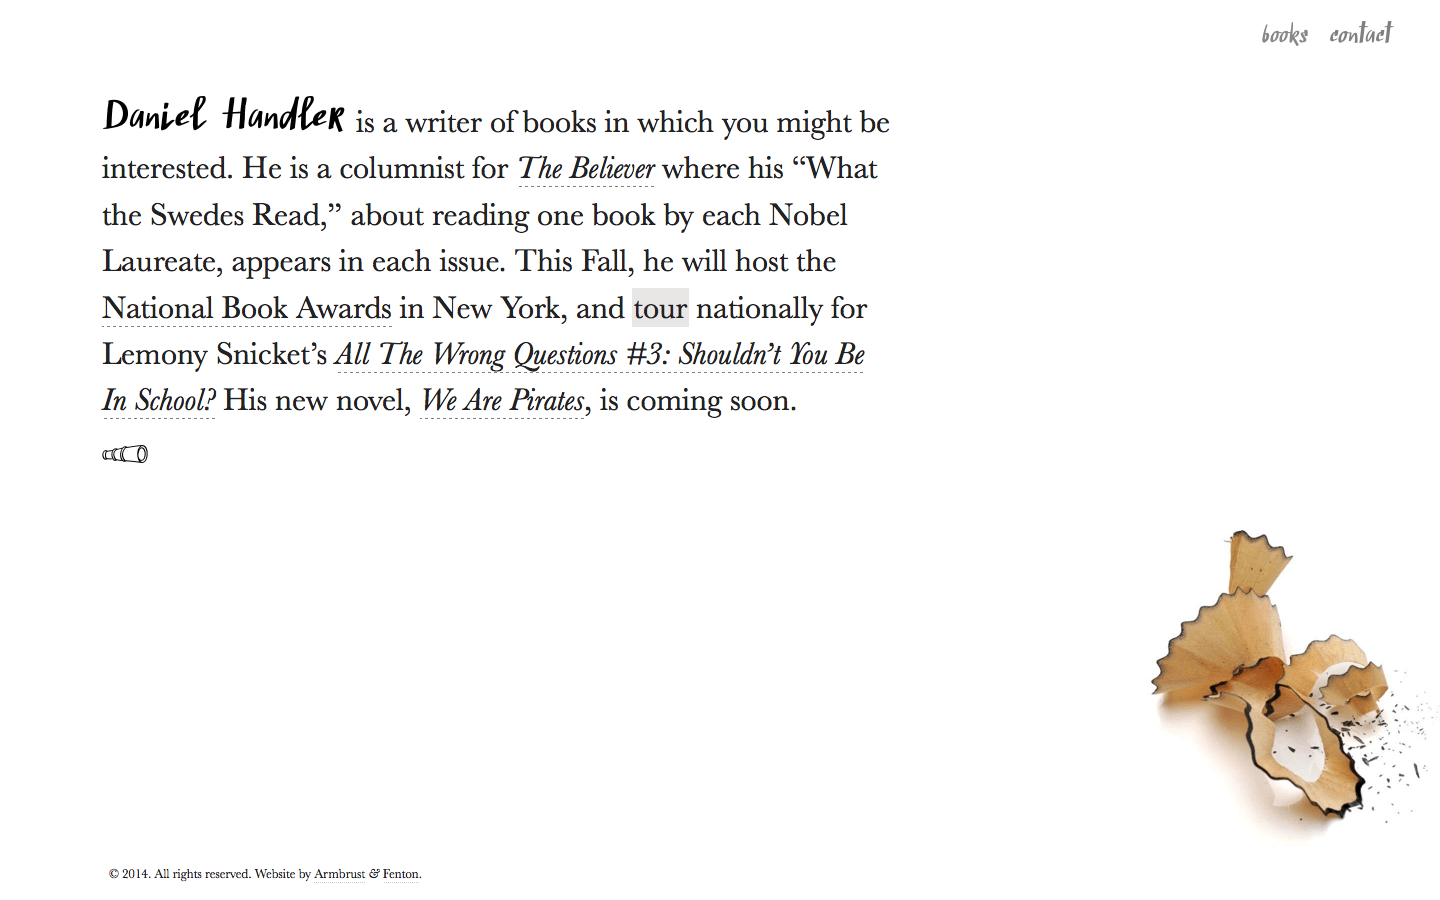 books contact
Daniel Handler is a writer of books in which you might be
interested. He is a columnist for The Believer where his “What
the Swedes Read,” about reading one book by each Nobel
Laureate, appears in each issue. This Fall, he will host the
National Book Awards in New York, and tour nationally for
Lemony Snicket’s All The Wrong Questions #3: Shouldn’t You Be
In School? His new novel, We Are Pirates, is coming soon.
© 2014. All rights reserved. Website by Armbrust & Fenton.